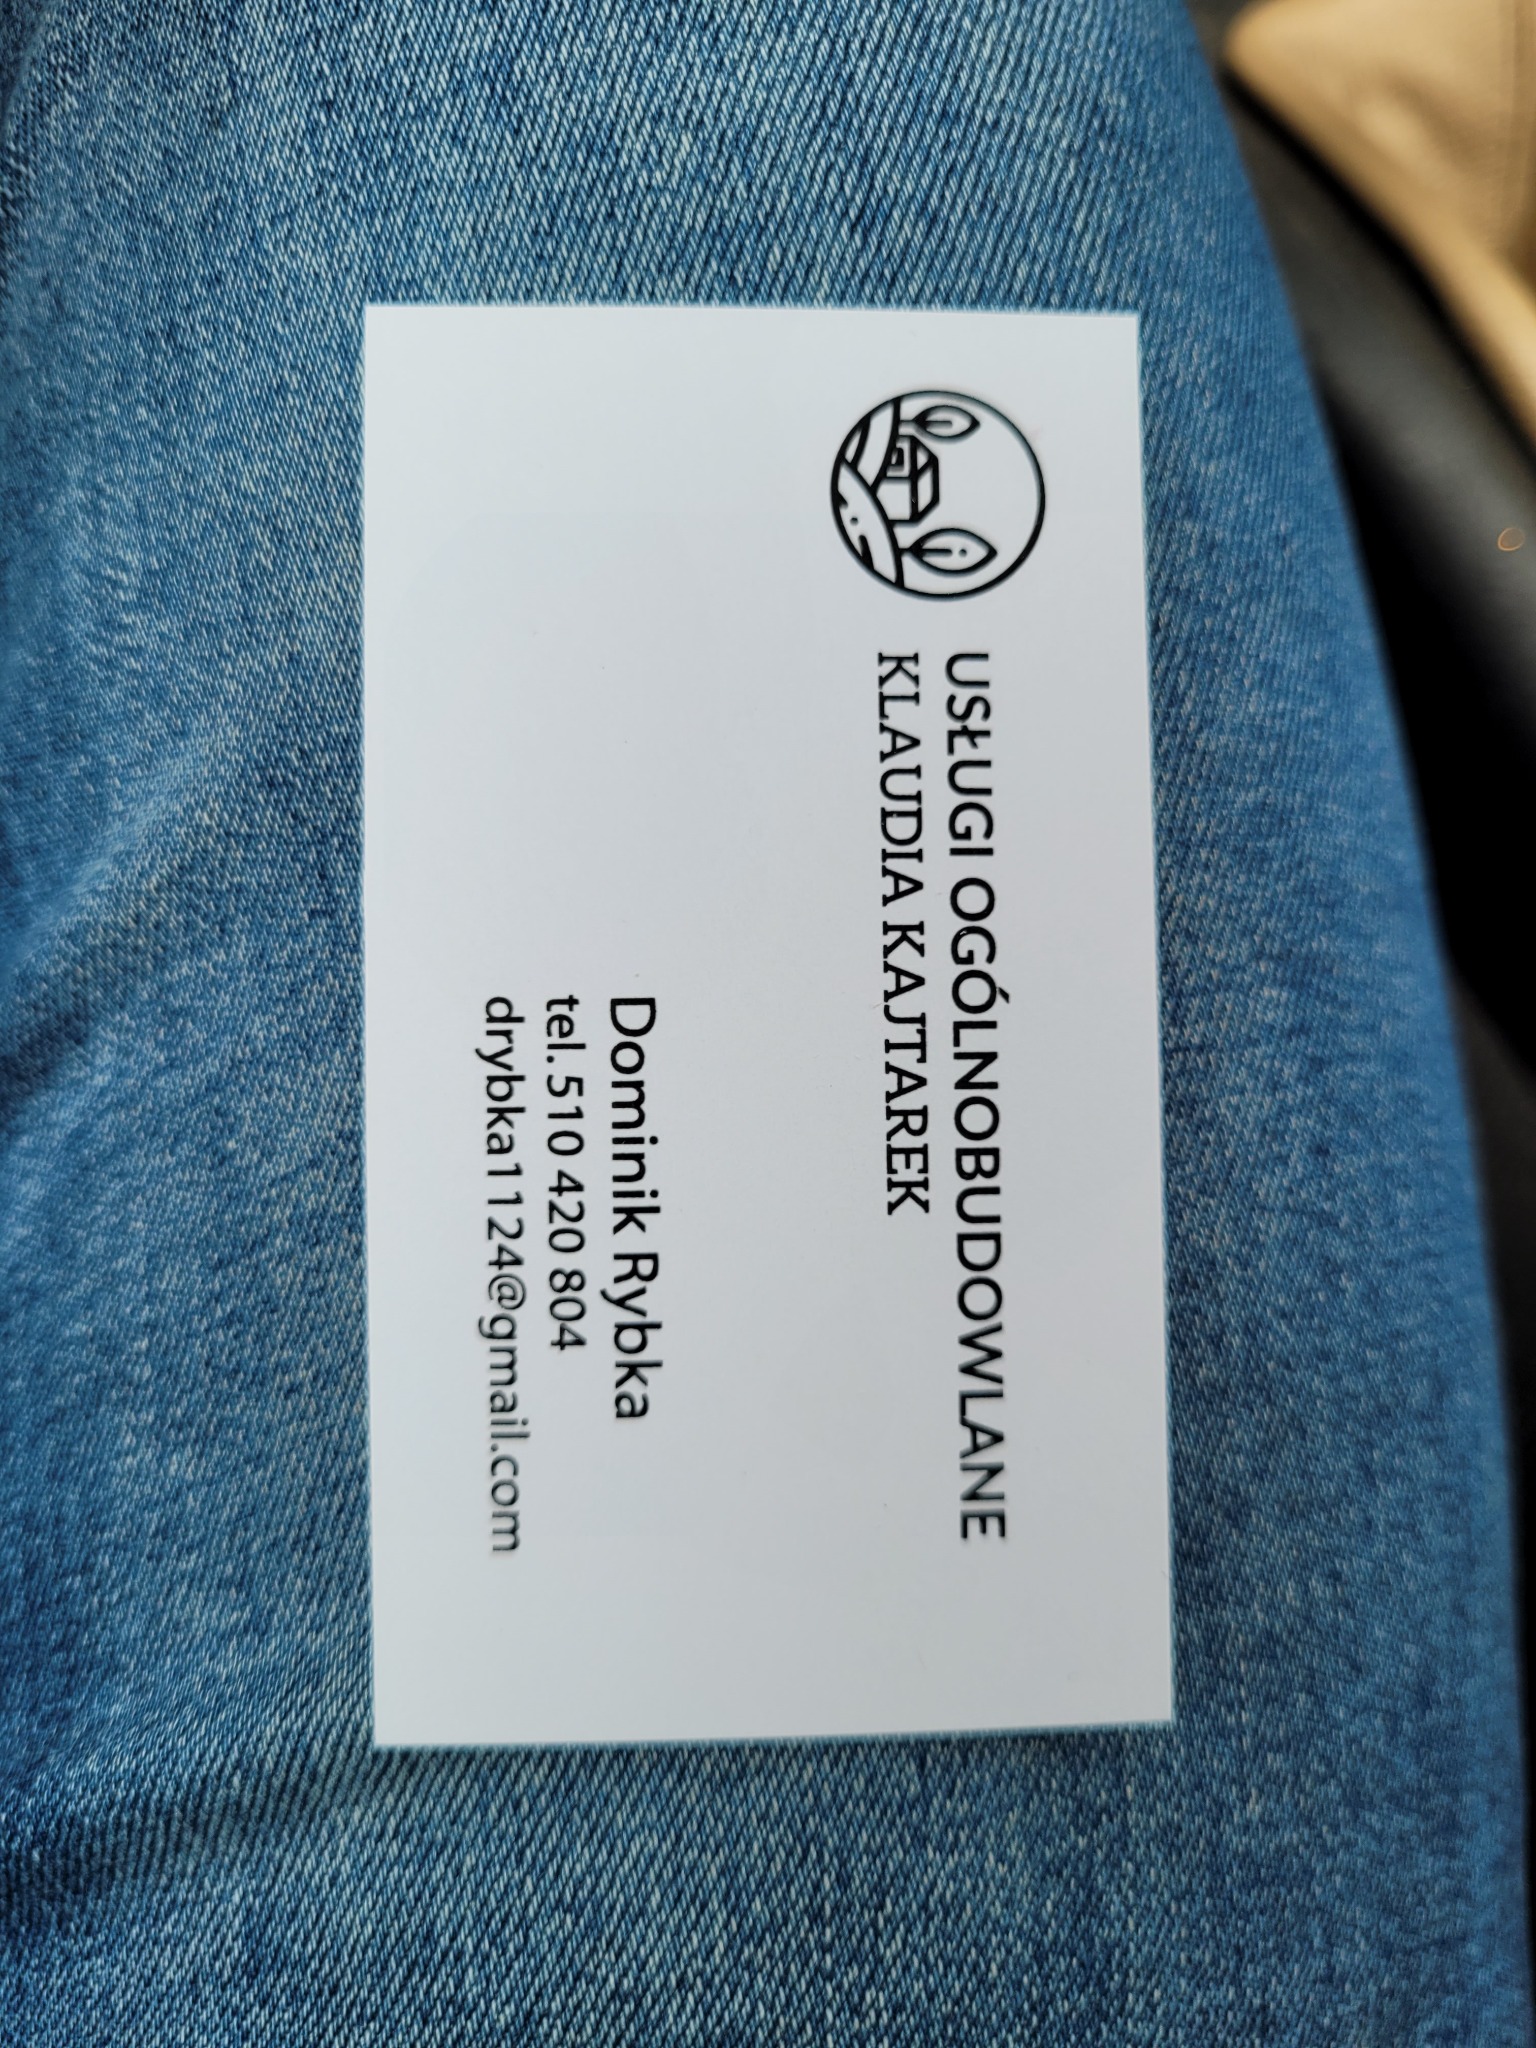 USŁUGI OGÓLNOBUDOWLANE
KLAUDIA KAJTAREK
Dominik Rybka
tel. 510 420 804
drybka1124@gmail.com